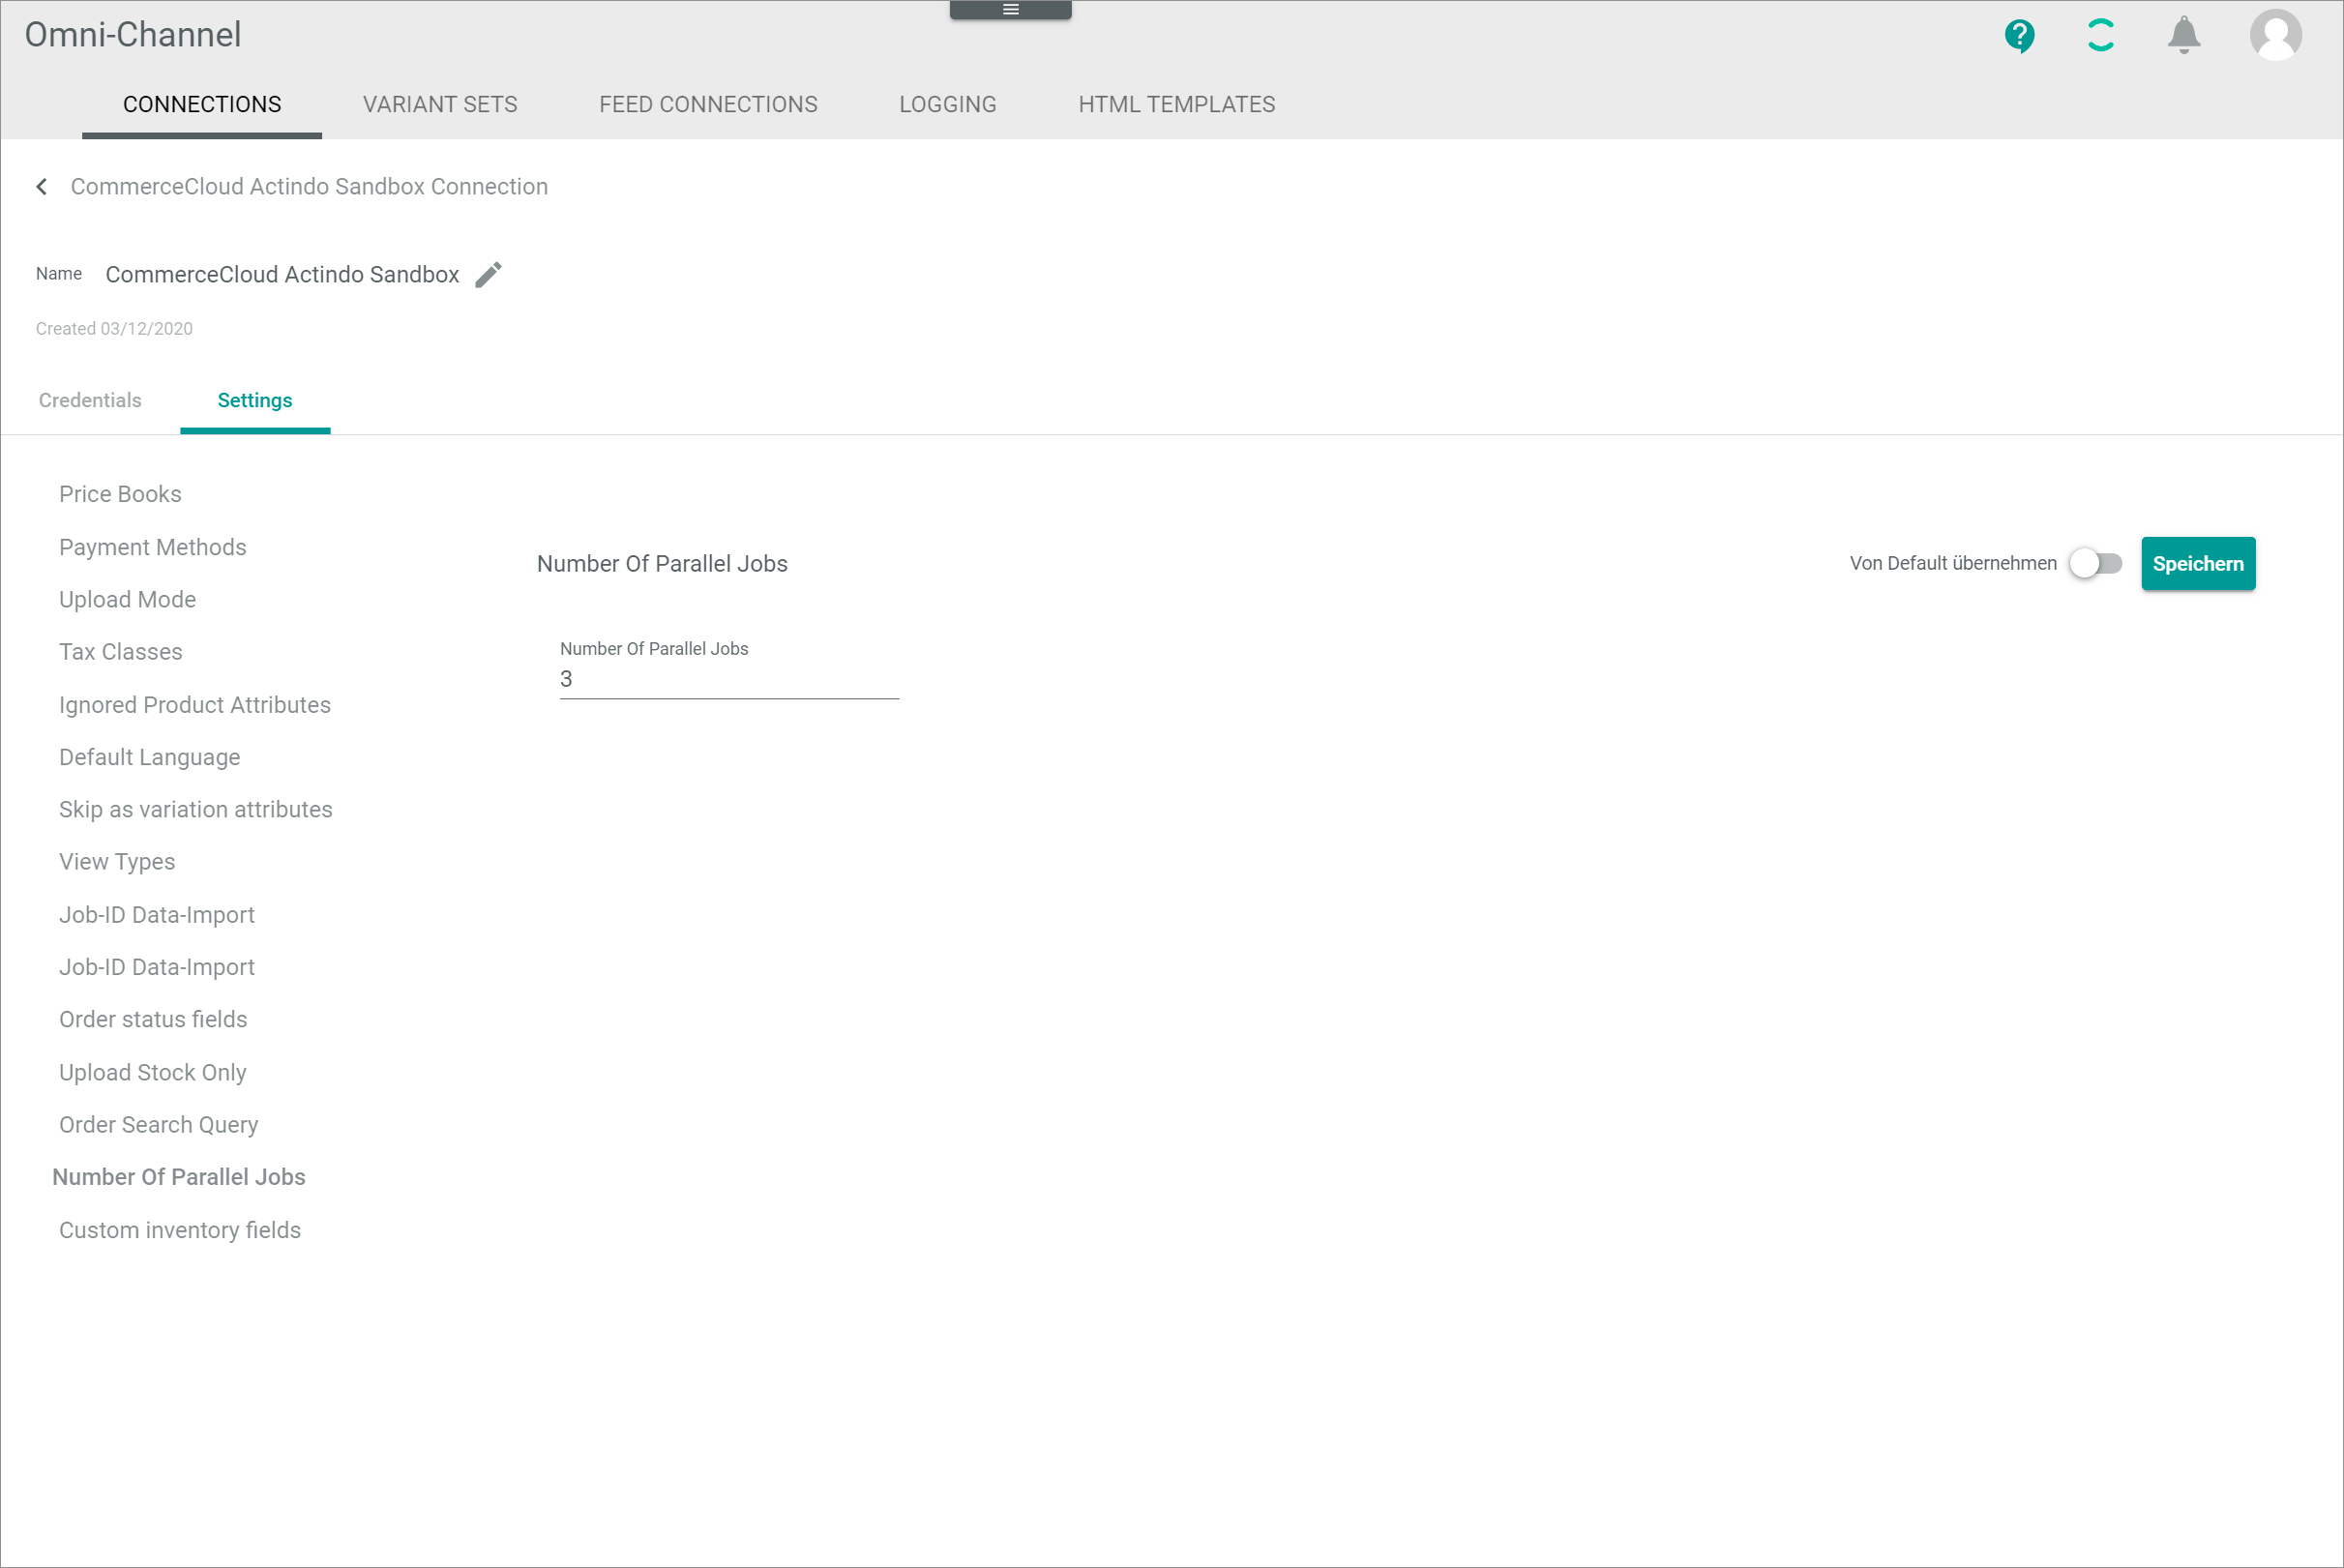 Omni-Channel
CONNECTIONS VARIANT SETS FEED CONNECTIONS LOGGING HTML TEMPLATES
CommerceCloud Actindo Sandbox Connection
Name CommerceCloud Actindo Sandbox
Created 03/12/2020
Credentials Settings
Price Books
Payment Methods
Upload Mode
Tax Classes
Ignored Product Attributes
Default Language
Skip as variation attributes
View Types
Job-ID Data-Import
Job-ID Data-Import
Order status fields
Upload Stock Only
Order Search Query
Number Of Parallel Jobs
Custom inventory fields
Number Of Parallel Jobs
Von Default übernehmen Speichern
Number Of Parallel Jobs
3